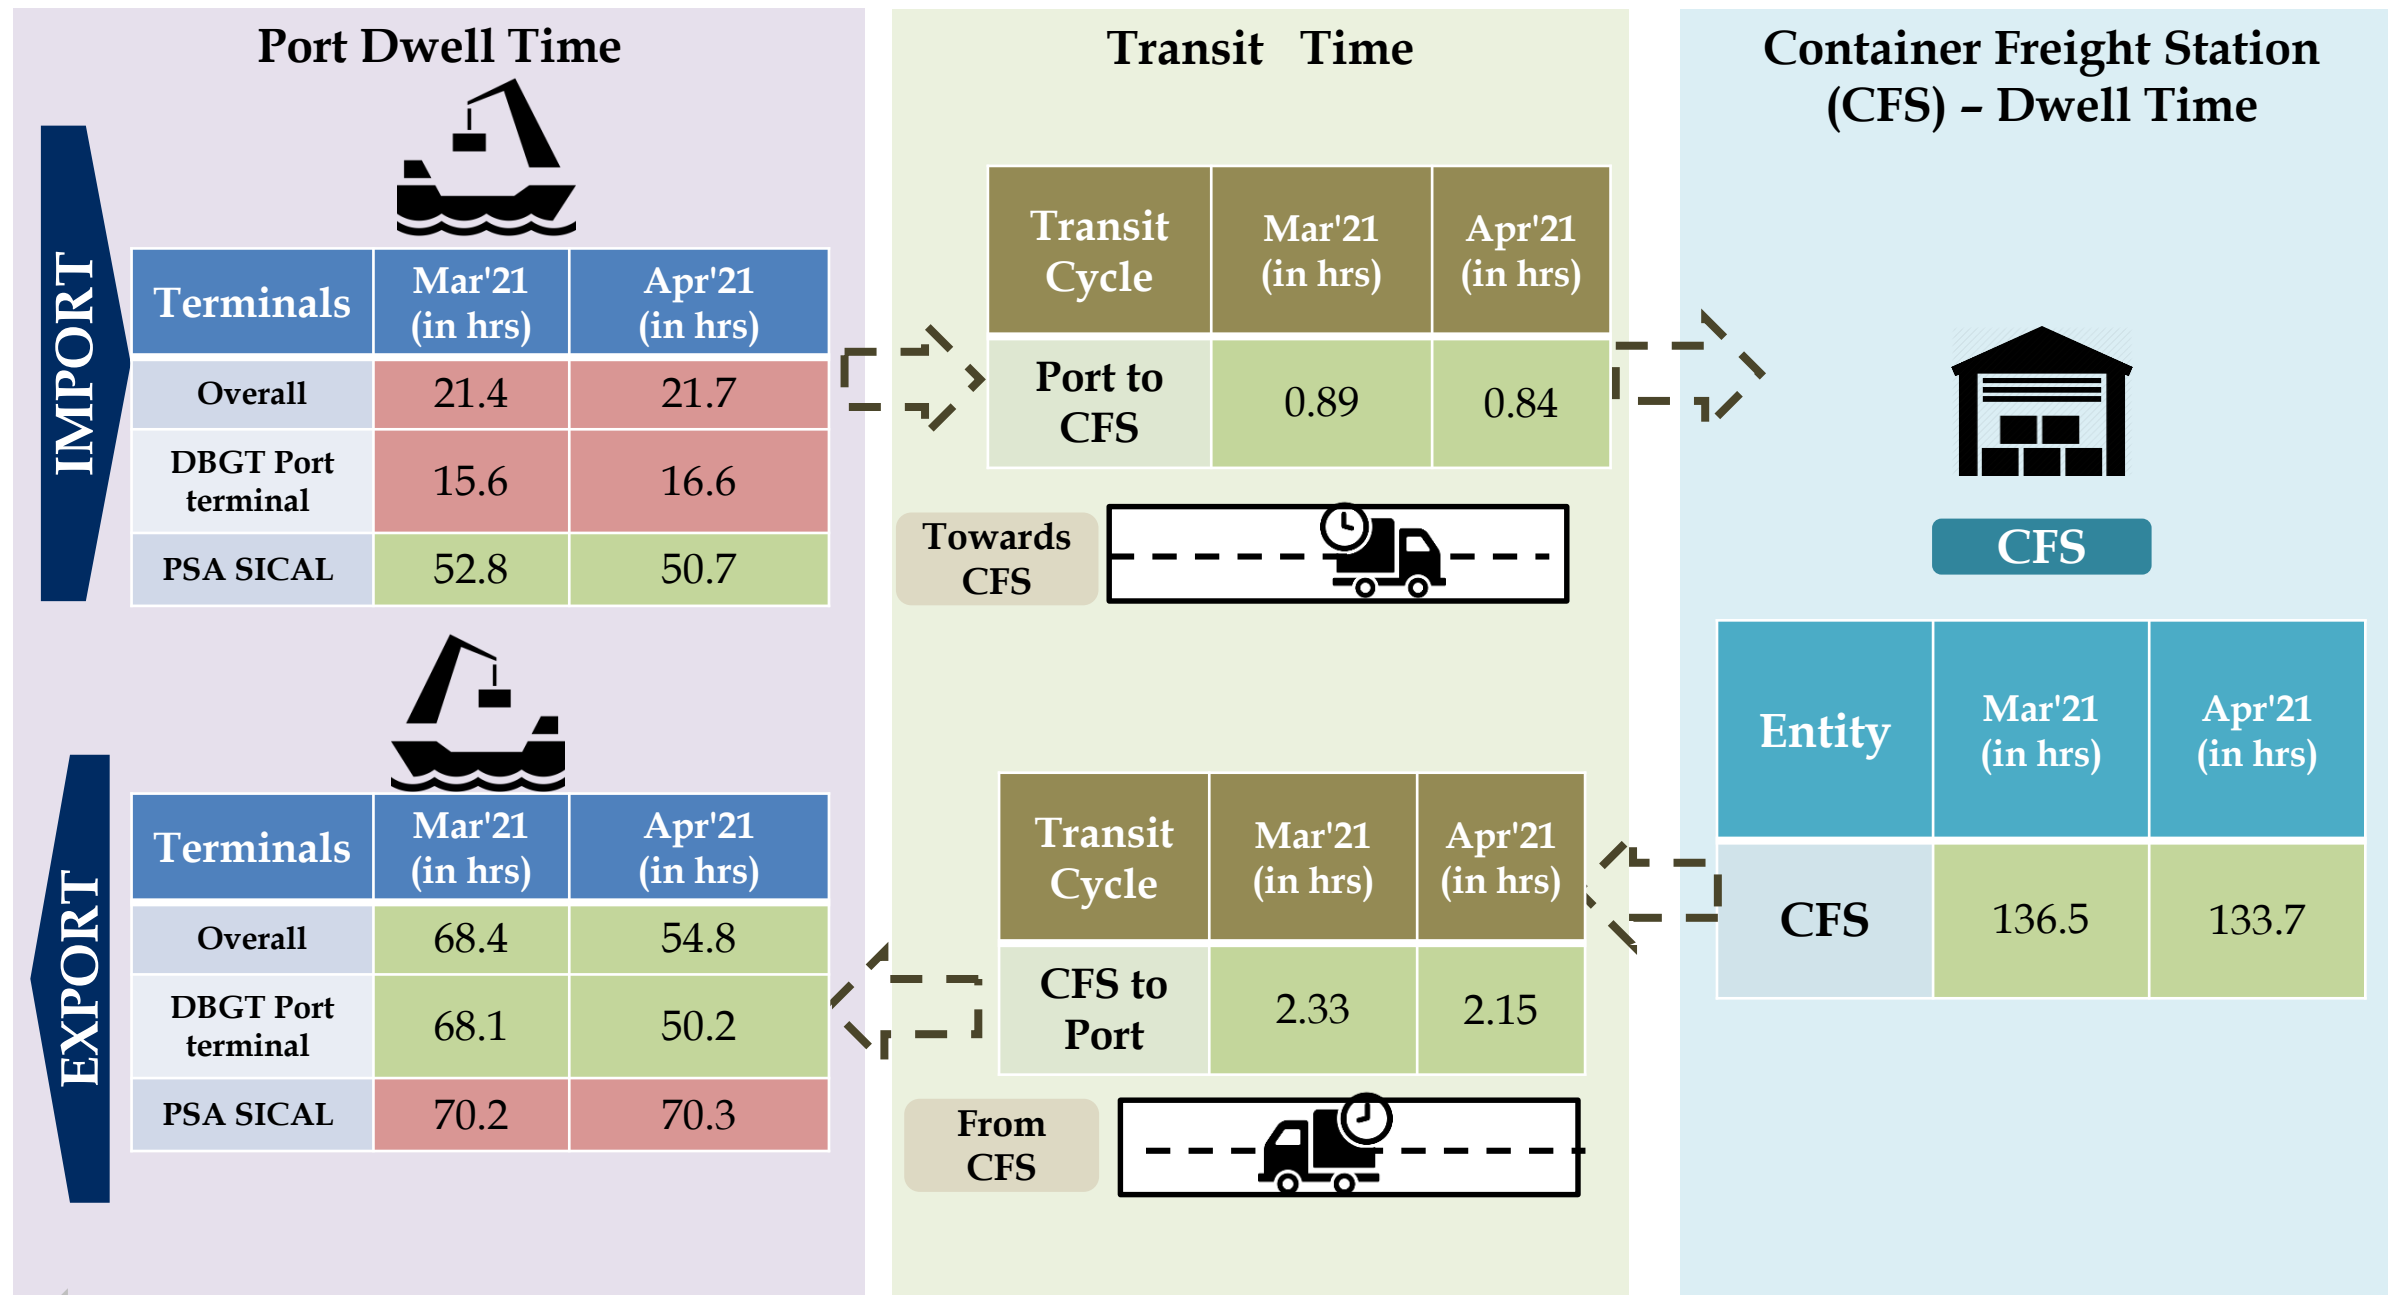 Port Dwell Time
IMPORT
Terminals Mar'21 (in hrs) Apr'21 (in hrs)
Overall 21.4 21.7
DBGT Port terminal 15.6 16.6
PSA SICAL 52.8 50.7
EXPORT
Terminals Mar'21 (in hrs) Apr'21 (in hrs)
Overall 68.4 54.8
DBGT Port terminal 68.1 50.2
PSA SICAL 70.2 70.3
Transit Time
Transit Cycle Mar'21 (in hrs) Apr'21 (in hrs)
Port to CFS 0.89 0.84
Towards
CFS
Transit Cycle Mar'21 (in hrs) Apr'21 (in hrs)
CFS to Port 2.33 2.15
From
CFS
Container Freight Station
(CFS) – Dwell Time
CFS
Entity Mar'21 (in hrs) Apr'21 (in hrs)
CFS 136.5 133.7